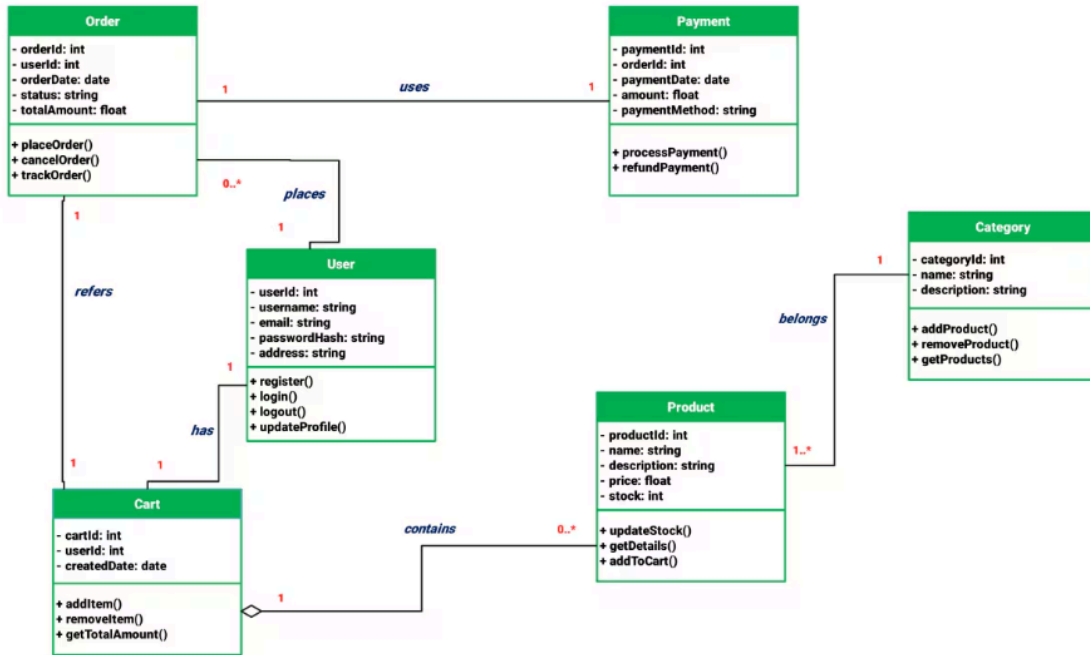 Order
- orderId: int
- userId: int
- orderDate: date
- status: string
- totalAmount: float
+ placeOrder()
+ cancelOrder()
+ trackOrder()
Payment
- paymentId: int
- orderId: int
- paymentDate: date
- amount: float
- paymentMethod: string
+ processPayment()
+ refundPayment()
1
uses
1
0..*
places
1
1
refers
1
User
- userId: int
- username: string
- email: string
- passwordHash: string
- address: string
+ register()
+ login()
+ logout()
+ updateProfile()
1
has
1
Category
- categoryId: int
- name: string
- description: string
+ addProduct()
+ removeProduct()
+ getProducts()
1
belongs
1..*
Product
- productId: int
- name: string
- description: string
- price: float
- stock: int
+ updateStock()
+ getDetails()
+ addToCart()
Cart
- cartId: int
- userId: int
- createdDate: date
+ addItem()
+ removeItem()
+ getTotalAmount()
1
contains
0..*